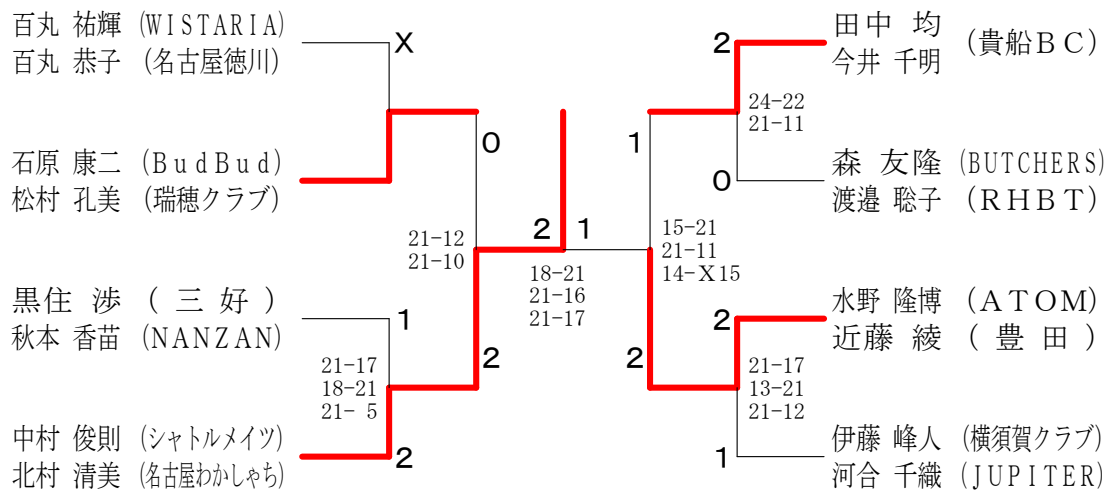 百丸 祐輝 (WISTARIA)
百丸 恭子 (名古屋徳川)
X
石原 康二 (BudBud)
松村 孔美 (瑞穂クラブ)
0
21-12
21-10
黒住 渉 (三好)
秋本 香苗 (NANZAN)
1
21-17
18-21
21- 5
2
中村 俊則 (シャトルメイツ)
北村 清美 (名古屋わかしゃち)
2
2 1
18-21
21-16
21-17
田中 均
今井 千明
(貴船BC)
2
24-22
21-11
1
0
森 友隆 (BUTCHERS)
渡邉 聡子 (RHBT)
15-21
21-11
14-X15
水野 隆博 (ATOM)
近藤 綾 (豊田)
2
2
21-17
13-21
21-12
伊藤 峰人 (横須賀クラブ)
河合 千織 (JUPITER)
1